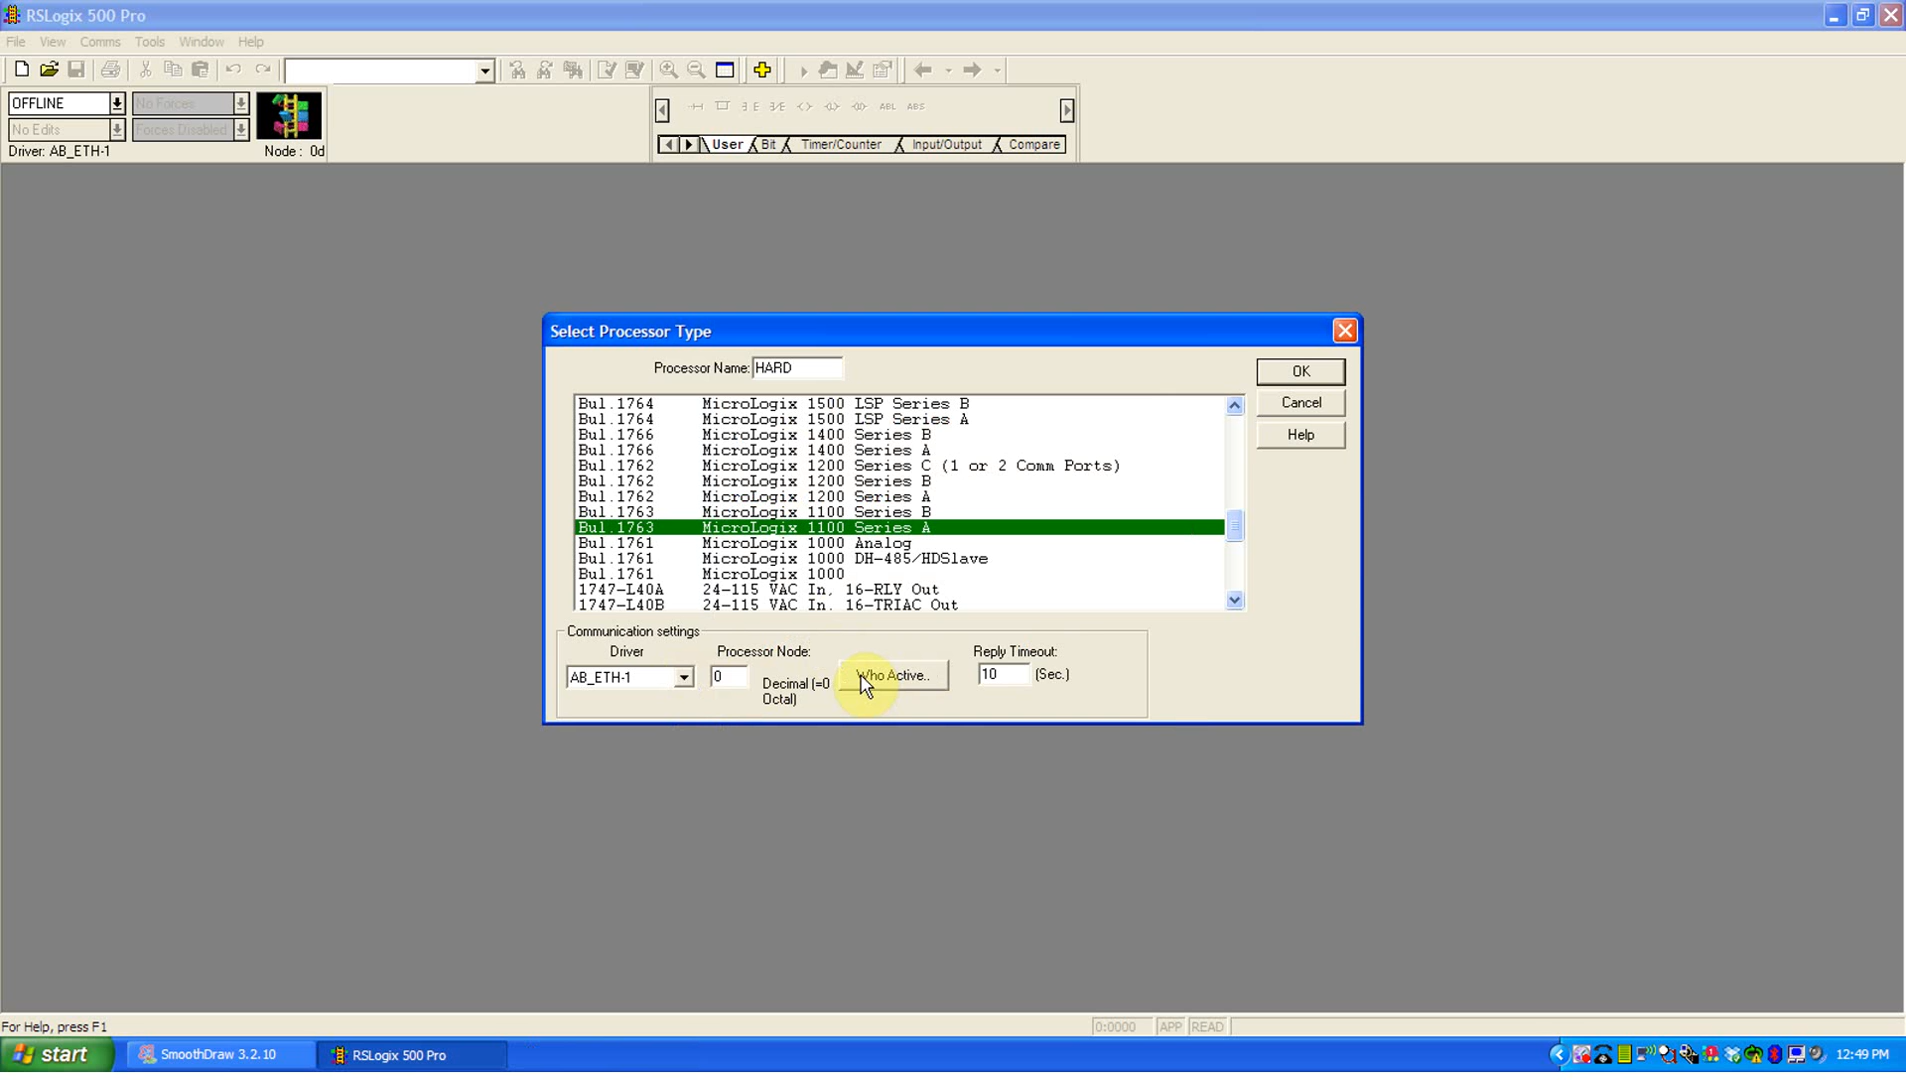 RSLogix 500 Pro
File View Comms Tools Window Help
OFFLINE No Forces
No Edits Forces Disabled
Driver: AB_ETH-1 Node : 0d
ABL ABS
User Bit Timer/Counter Input/Output Compare
Select Processor Type
Processor Name: HARD
OK
Cancel
Help
Bul.1764 MicroLogix 1500 LSP Series B
Bul.1764 MicroLogix 1500 LSP Series A
Bul.1766 MicroLogix 1400 Series B
Bul.1766 MicroLogix 1400 Series A
Bul.1762 MicroLogix 1200 Series C (1 or 2 Comm Ports)
Bul.1762 MicroLogix 1200 Series B
Bul.1762 MicroLogix 1200 Series A
Bul.1763 MicroLogix 1100 Series B
Bul.1763 MicroLogix 1100 Series A
Bul.1761 MicroLogix 1000 Analog
Bul.1761 MicroLogix 1000 DH-485/HDSlave
Bul.1761 MicroLogix 1000
1747-L40A 24-115 VAC In, 16-RLY Out
1747-L40B 24-115 VAC In, 16-TRIAC Out
Communication settings
Driver Processor Node: Reply Timeout:
AB_ETH-1 0 Who Active.. 10 (Sec.)
Decimal (=0
Octal)
For Help, press F1 0:0000 APP READ
start SmoothDraw 3.2.10 RSLogix 500 Pro 12:49 PM